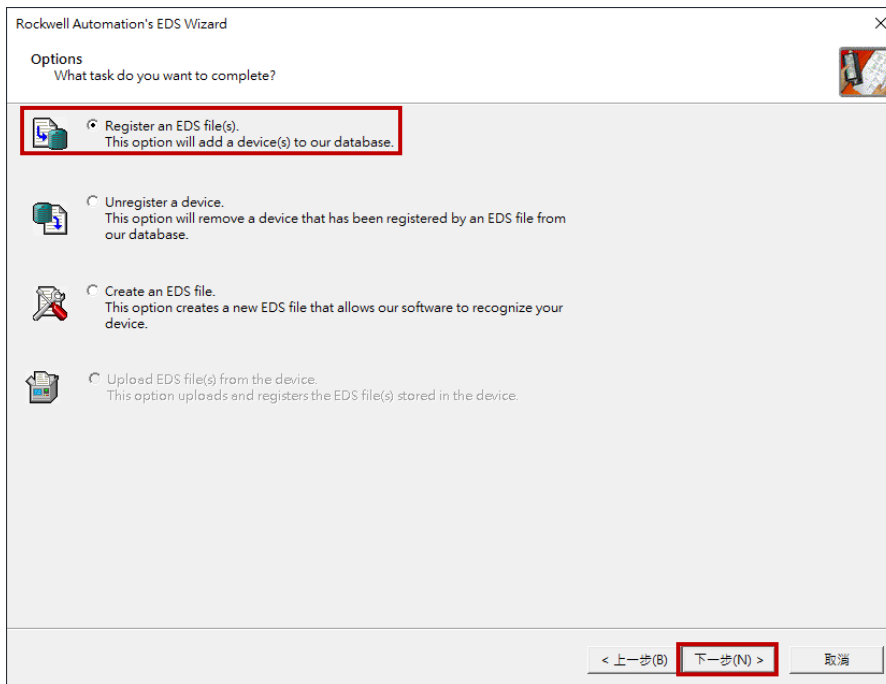 Rockwell Automation's EDS Wizard
Options
What task do you want to complete?
Register an EDS file(s).
This option will add a device(s) to our database.
Unregister a device.
This option will remove a device that has been registered by an EDS file from
our database.
Create an EDS file.
This option creates a new EDS file that allows our software to recognize your
device.
Upload EDS file(s) from the device.
This option uploads and registers the EDS file(s) stored in the device.
< 上一步(B) 下一步(N) > 取消